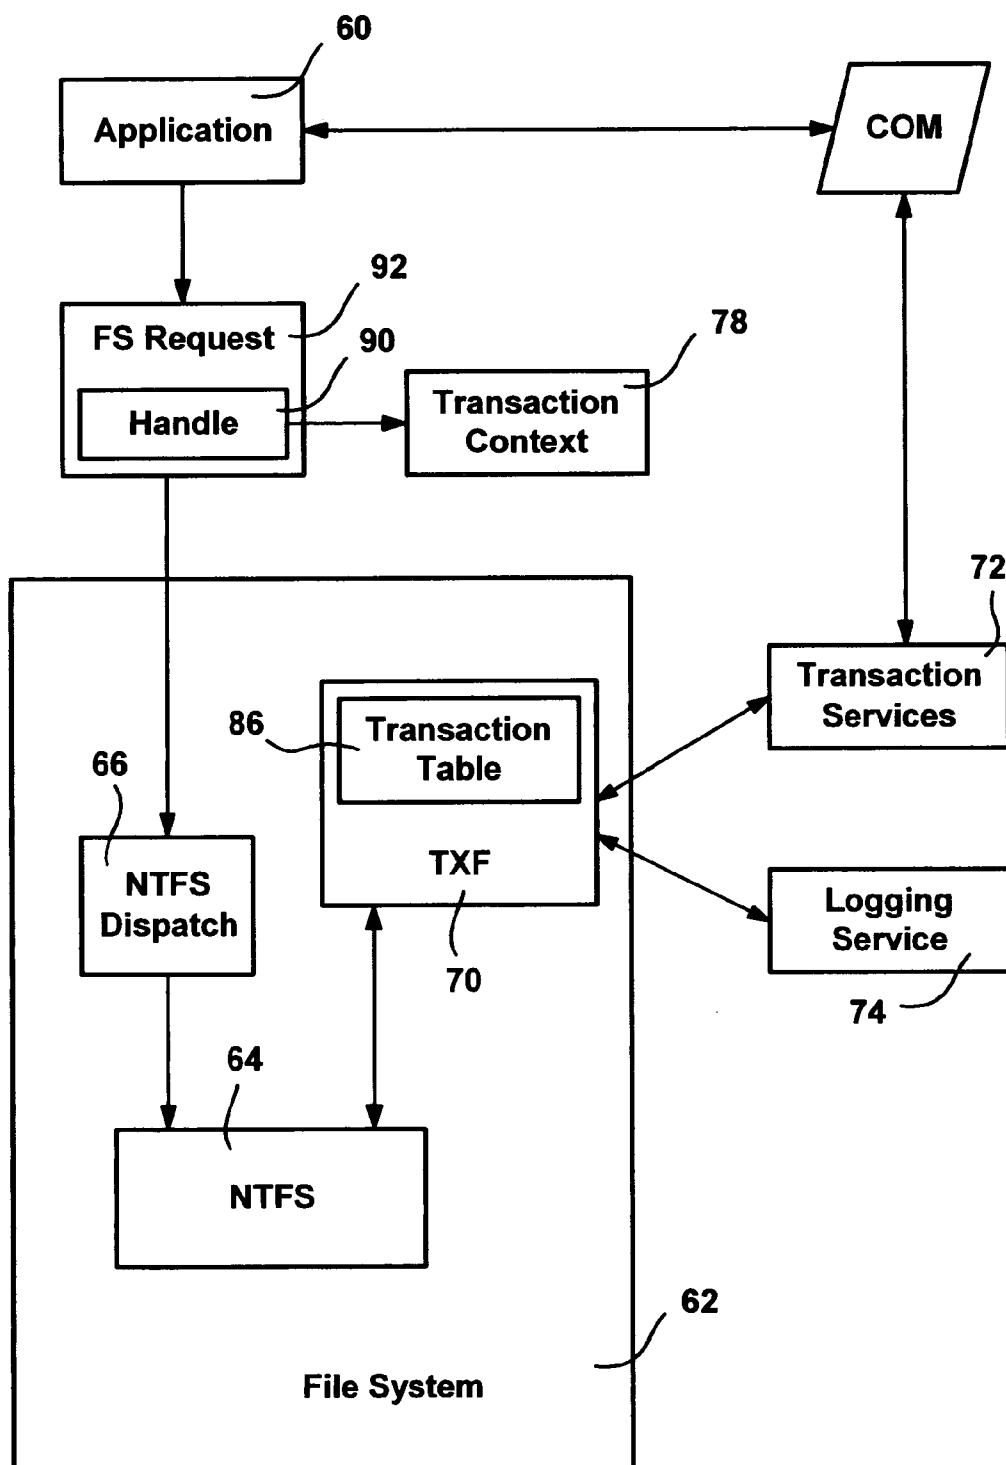 60
Application
COM
92
FS Request
90
Handle
78
Transaction
Context
72
Transaction
Services
86
Transaction
Table
66
NTFS
Dispatch
TXF
70
Logging
Service
74
64
NTFS
62
File System